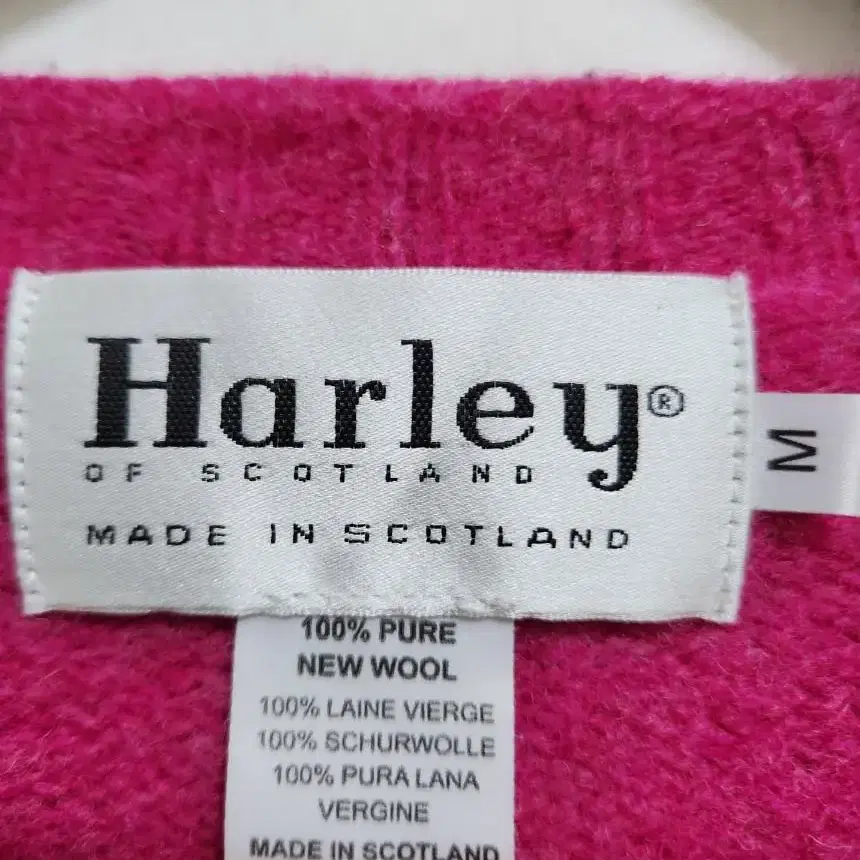 Harley®
OF SCOTLAND
MADE IN SCOTLAND
M
100% PURE
NEW WOOL
100% LAINE VIERGE
100% SCHURWOLLE
100% PURA LANA
VERGINE
MADE IN SCOTLAND